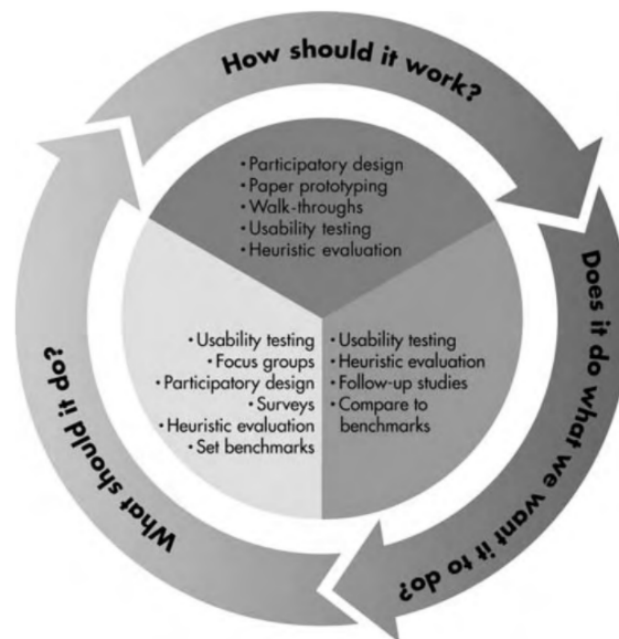 How should it work?
• Participatory design
• Paper prototyping
• Walk-throughs
• Usability testing
• Heuristic evaluation
Does it do what we want it to do?
• Usability testing
• Heuristic evaluation
• Follow-up studies
• Compare to
benchmarks
What should it do?
• Usability testing
• Focus groups
• Participatory design
• Surveys
• Heuristic evaluation
• Set benchmarks